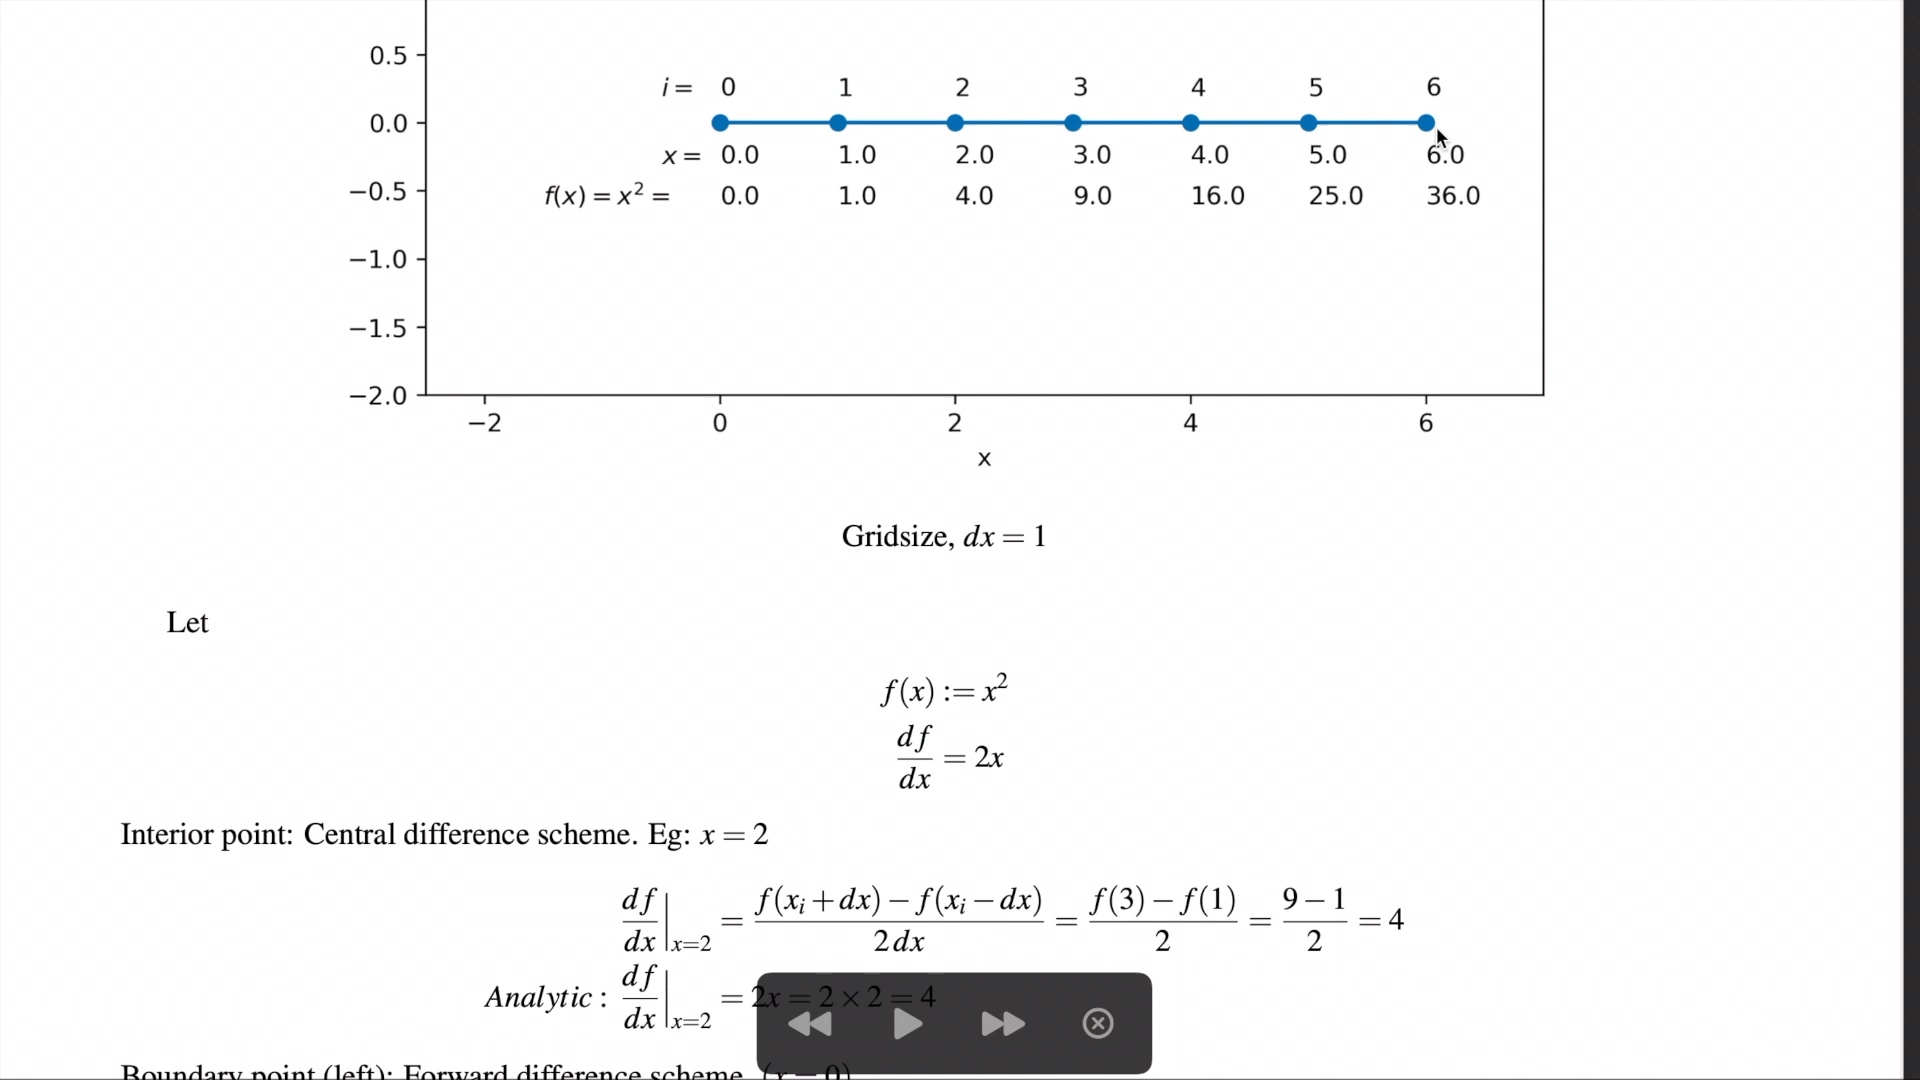 0.5
i = 0 1 2 3 4 5 6
0.0
x = 0.0 1.0 2.0 3.0 4.0 5.0 6.0
−0.5 f(x) = x² = 0.0 1.0 4.0 9.0 16.0 25.0 36.0
−1.0
−1.5
−2.0
−2 0 2 4 6
x
Gridsize, dx = 1
Let
f(x) := x²
df/dx = 2x
Interior point: Central difference scheme. Eg: x = 2
df/dx|x=2 = f(xᵢ + dx) − f(xᵢ − dx) / 2dx = f(3) − f(1) / 2 = 9 − 1 / 2 = 4
Analytic : df/dx|x=2 = 2x = 2 × 2 = 4
Boundary point (left): Forward difference scheme. (x = 0)